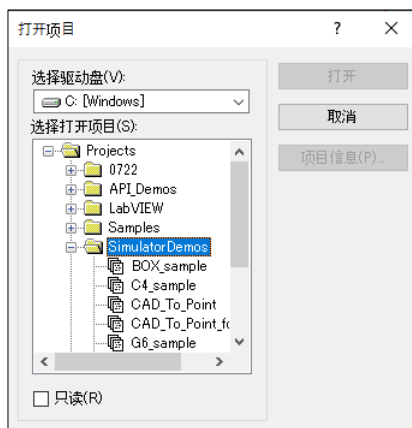 打开项目
?
选择驱动盘(V):
C: [Windows]
选择打开项目(S):
Projects
0722
API_Demos
LabVIEW
Samples
SimulatorDemos
BOX_sample
C4_sample
CAD_To_Point
CAD_To_Point_fo
G6_sample
只读(R)
打开
取消
项目信息(P)...